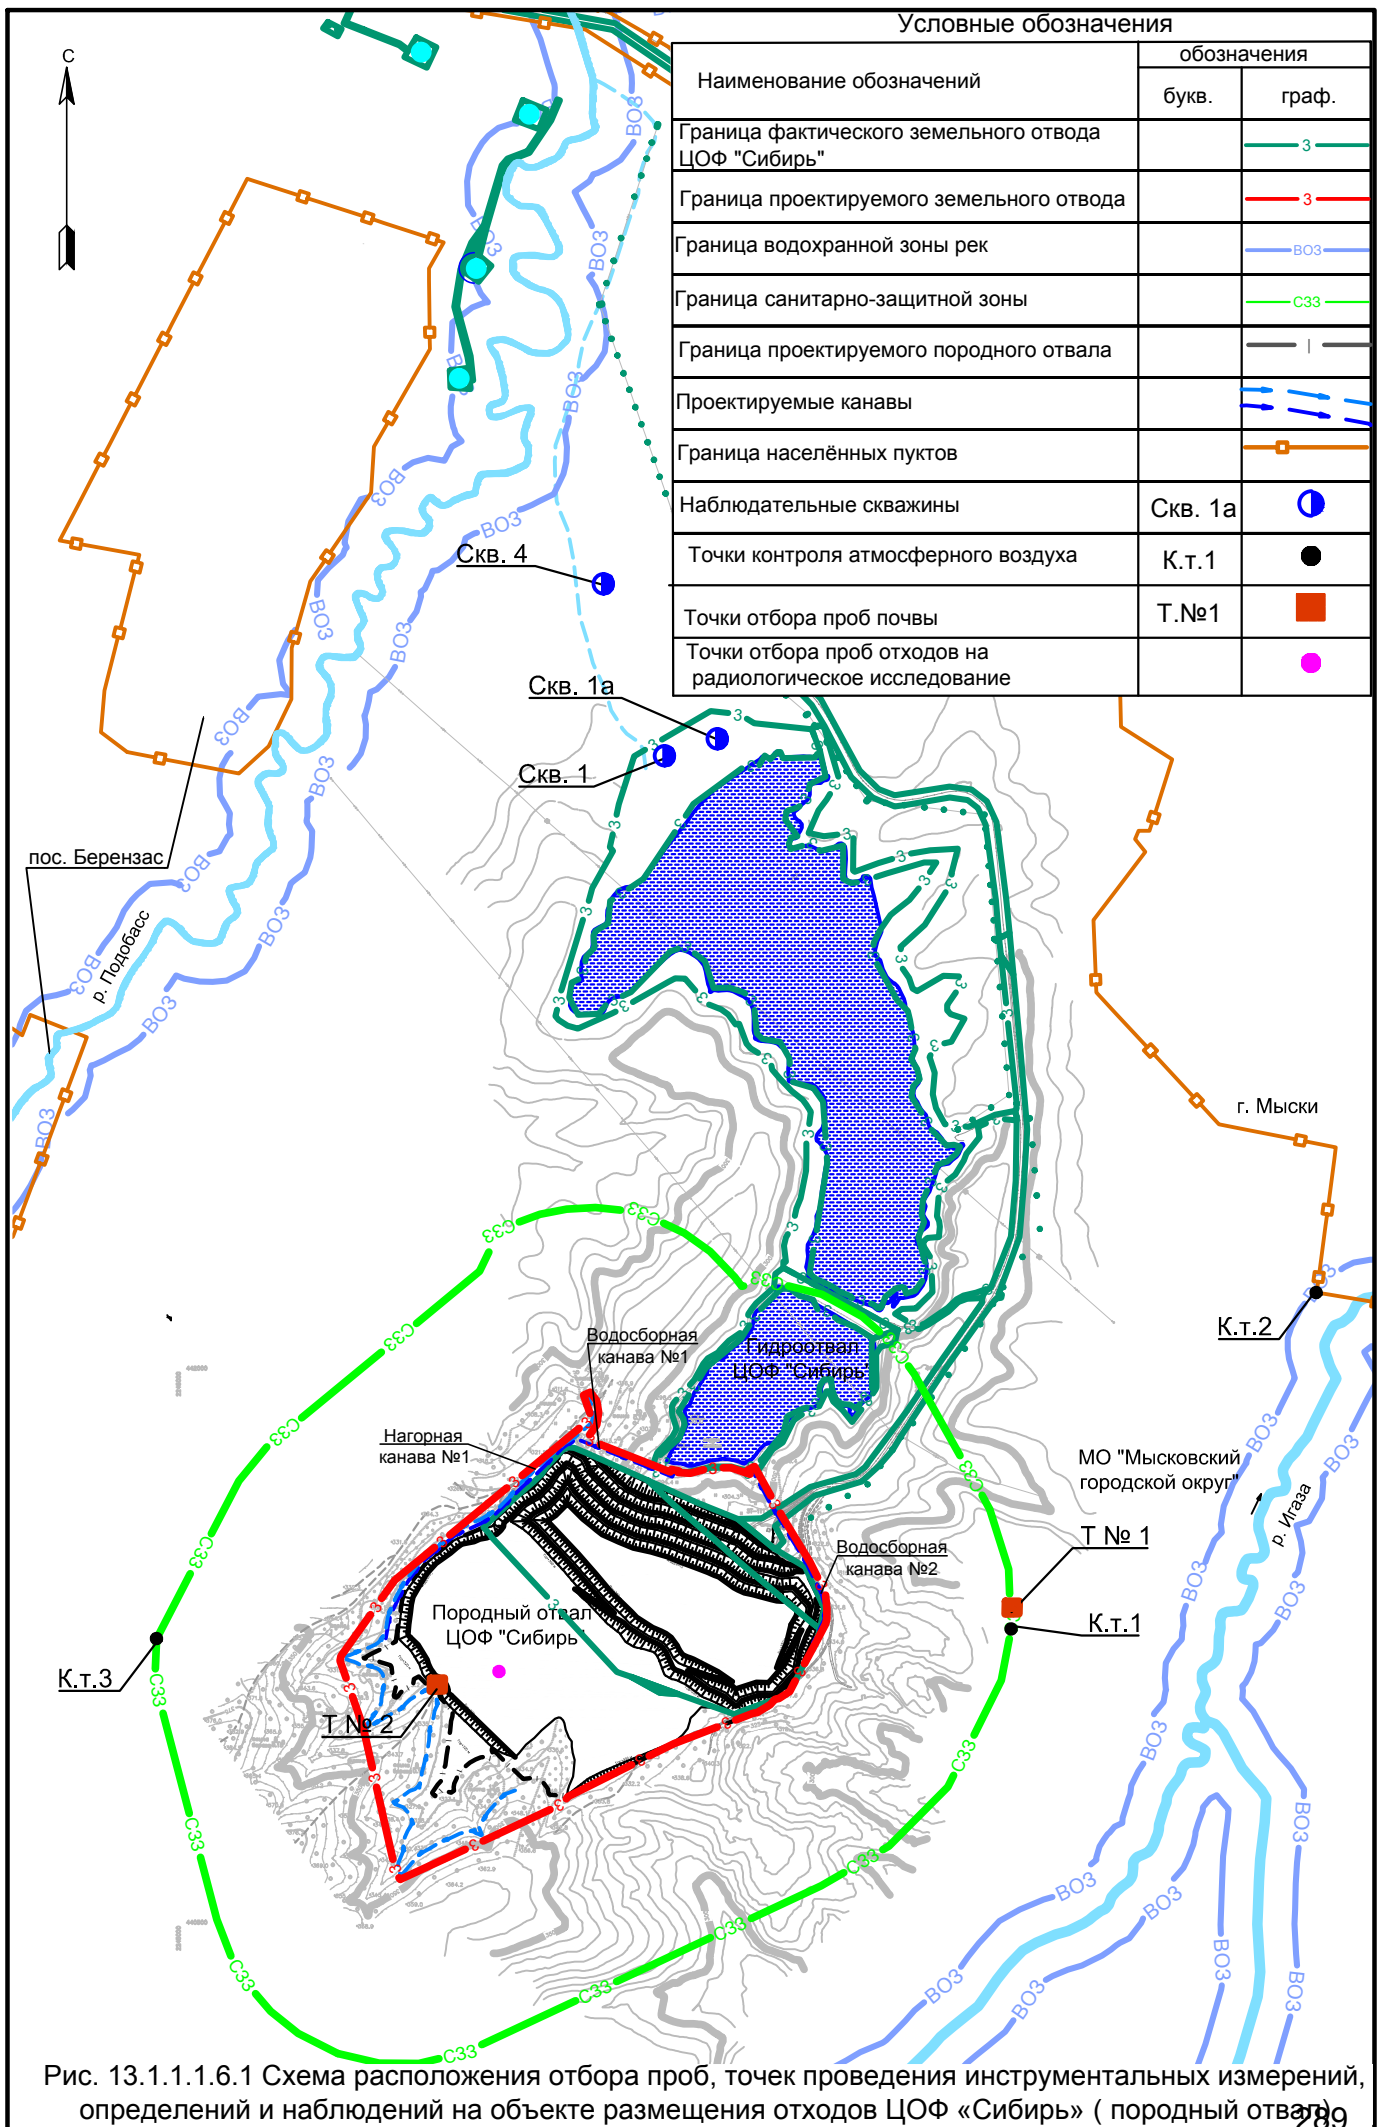 Условные обозначения
Наименование обозначений
обозначения
букв.
граф.
Граница фактического земельного отвода
ЦОФ "Сибирь"
З
Граница проектируемого земельного отвода
З
Граница водохранной зоны рек
ВОЗ
Граница санитарно-защитной зоны
СЗЗ
Граница проектируемого породного отвала
Проектируемые канавы
Граница населённых пуктов
Наблюдательные скважины
Скв. 1а
Точки контроля атмосферного воздуха
К.т.1
Точки отбора проб почвы
Т.№1
Точки отбора проб отходов на
радиологическое исследование
С
Скв. 4
Скв. 1а
Скв. 1
пос. Берензас
р. Подобасс
г. Мыски
К.т.2
Водосборная
канава №1
Гидроотвал
ЦОФ "Сибирь
Нагорная
канава №1
МО "Мысковский
городской округ"
р. Игаза
Т № 1
Водосборная
канава №2
К.т.1
Породный отвал
ЦОФ "Сибирь"
К.т.3
Т № 2
Рис. 13.1.1.1.6.1 Схема расположения отбора проб, точек проведения инструментальных измерений,
определений и наблюдений на объекте размещения отходов ЦОФ «Сибирь» ( породный отвал)
289